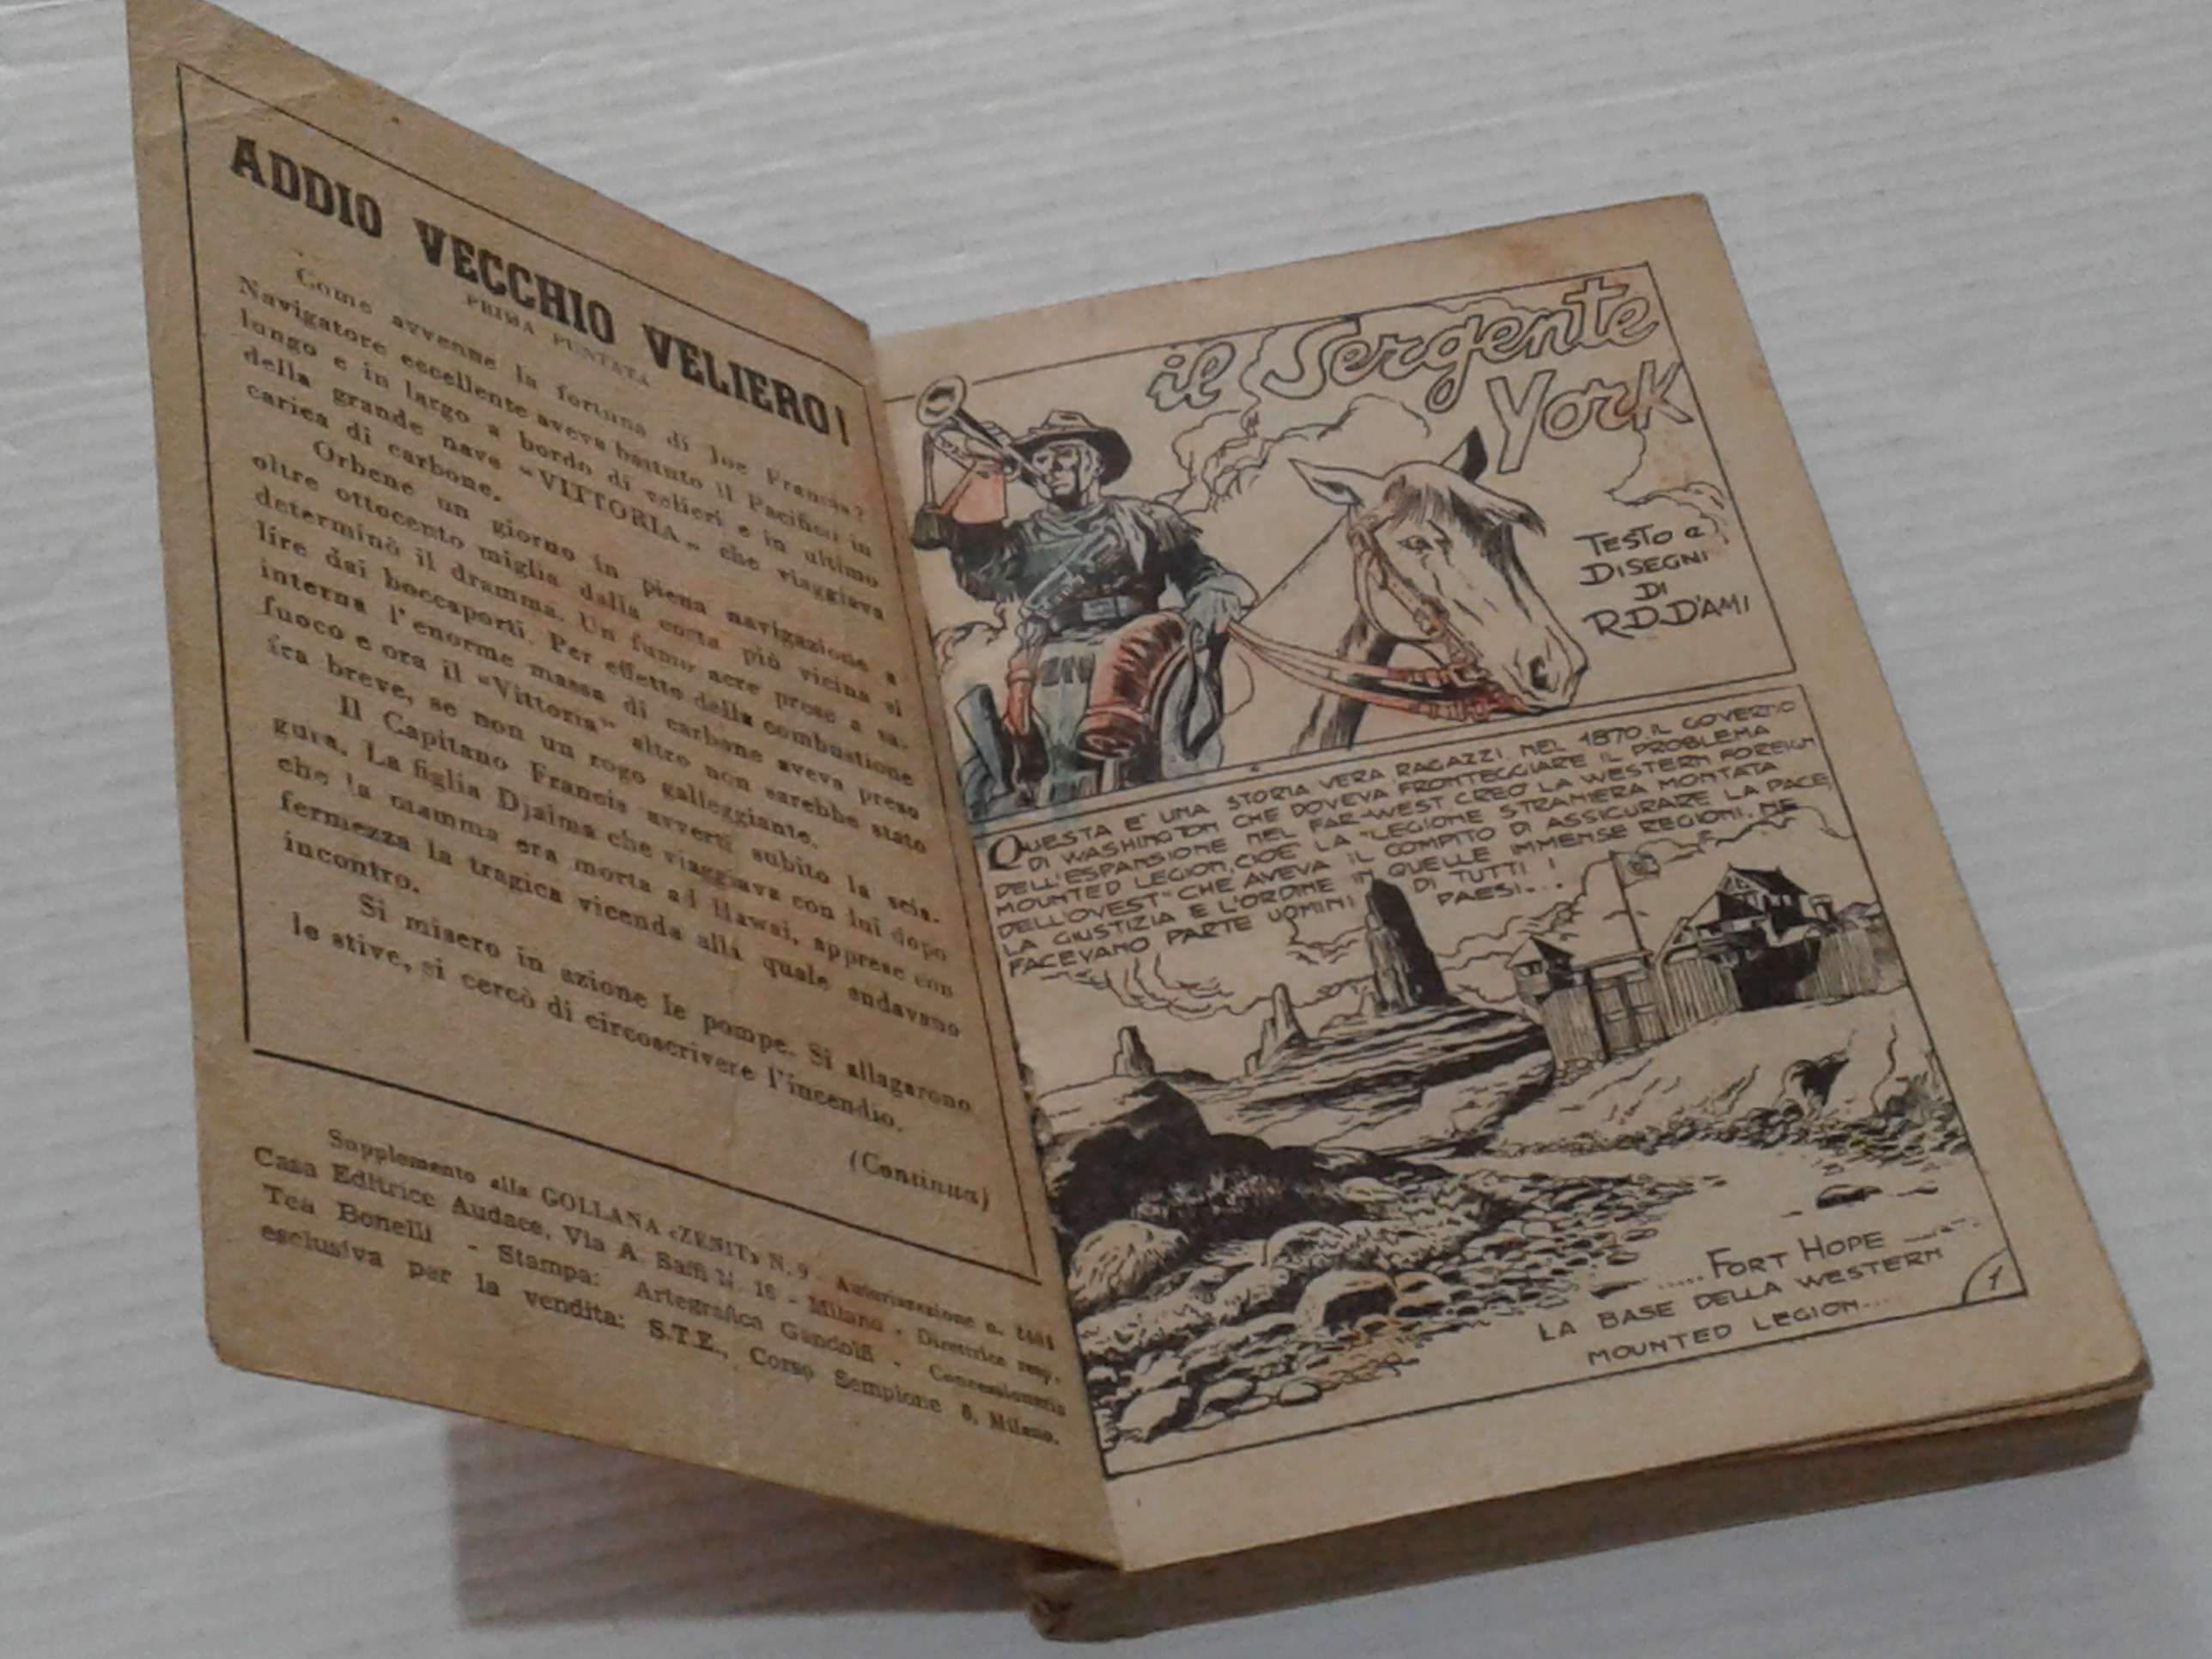 ADDIO VECCHIO VELIERO!
PRIMA PUNTATA
Come avvenne la fortuna di Joe Francis?
Navigatore eccellente aveva battuto il Pacifico in
lungo e in largo a bordo di velieri e in ultimo
della grande nave "VITTORIA" che viaggiava
carica di carbone.
Orbene un giorno in piena navigazione a
oltre ottocento miglia dalla costa più vicina si
determinò il dramma. Un fumo acre prese a sa-
lire dai boccaporti. Per effetto della combustione
interna l'enorme massa di carbone aveva preso
fuoco e ora il "Vittoria" altro non sarebbe stato
fra breve, se non un rogo galleggiante.
Il Capitano Francis avvertì subito la scia-
gura. La figlia Djaima che viaggiava con lui dopo
che la mamma era morta ad Hawai, apprese con
fermezza la tragica vicenda alla quale andavano
incontro.
Si misero in azione le pompe. Si allagarono
le stive, si cercò di circoscrivere l'incendio.
(Continua)
Supplemento alla COLLANA «ZENIT» N. 9 - Autorizzazione n.
Casa Editrice Audace, Via A. Saffi N. 16 - Milano - Direttrice resp.
Tea Bonelli - Stampa: Artegrafica Gandolfi - Concessionaria
esclusiva per la vendita: S.T.E., Corso Sempione 6, Milano.
il Sergente
York
TESTO e
DISEGNI
DI
R.D.D'AMI
QUESTA E' UNA STORIA VERA RAGAZZI. NEL 1870 IL GOVERNO
DI WASHINGTON CHE DOVEVA FRONTEGGIARE IL PROBLEMA
DELL'ESPANSIONE NEL FAR-WEST CREO' LA WESTERN FOREIGN
MOUNTED LEGION, CIOE' LA "LEGIONE STRANIERA MONTATA
DELL'OVEST" CHE AVEVA IL COMPITO DI ASSICURARE LA PACE,
LA GIUSTIZIA E L'ORDINE IN QUELLE IMMENSE REGIONI. NE
FACEVANO PARTE UOMINI DI TUTTI I
PAESI...
.....FORT HOPE
LA BASE DELLA WESTERN
MOUNTED LEGION...
1